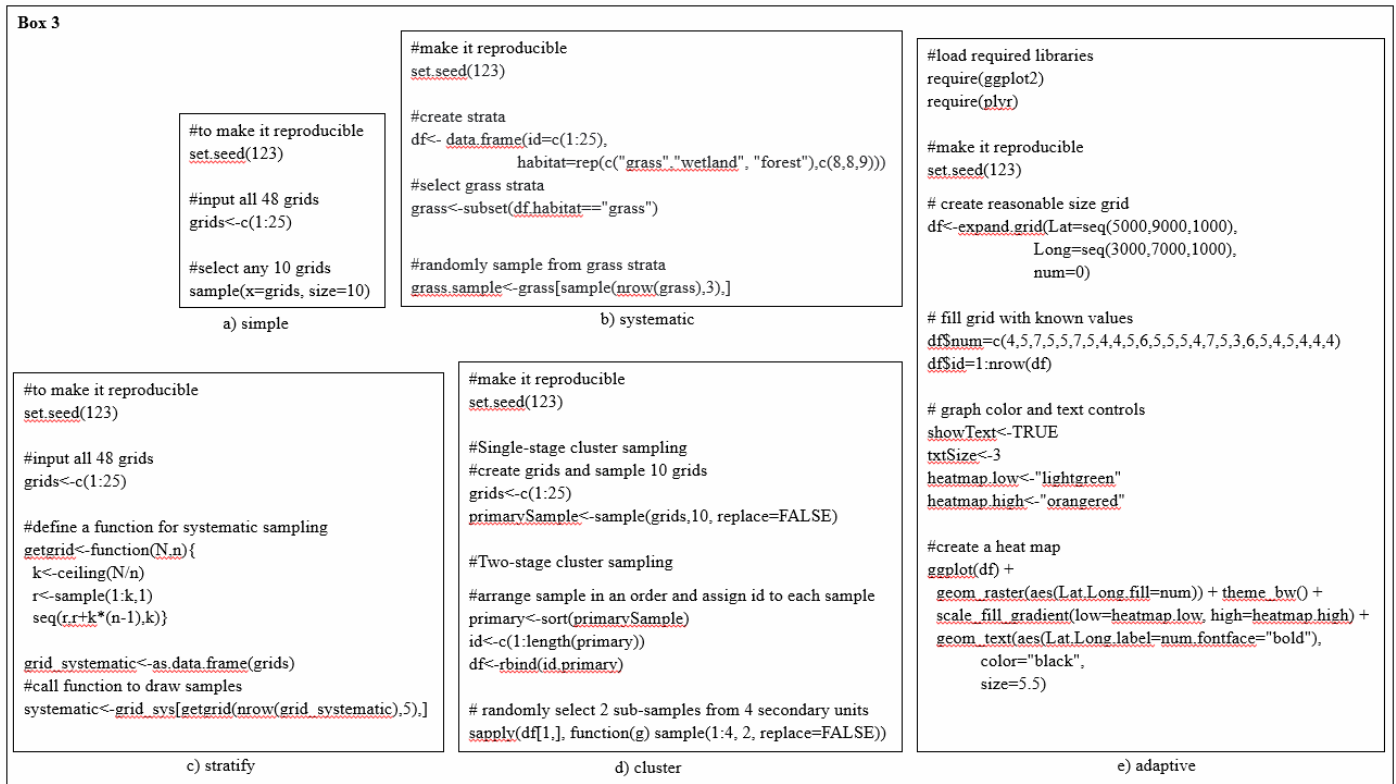 Box 3
#to make it reproducible
set.seed(123)
#input all 48 grids
grids<-c(1:25)
#select any 10 grids
sample(x=grids, size=10)
a) simple
#make it reproducible
set.seed(123)
#create strata
df<- data.frame(id=c(1:25),
habitat=rep(c("grass","wetland", "forest"),c(8,8,9)))
#select grass strata
grass<-subset(df,habitat=="grass")
#randomly sample from grass strata
grass.sample<-grass[sample(nrow(grass),3),]
b) systematic
#to make it reproducible
set.seed(123)
#input all 48 grids
grids<-c(1:25)
#define a function for systematic sampling
getgrid<-function(N,n){
k<-ceiling(N/n)
r<-sample(1:k,1)
seq(r,r+k*(n-1),k)}
grid_systematic<-as.data.frame(grids)
#call function to draw samples
systematic<-grid_sys[getgrid(nrow(grid_systematic),5),]
c) stratify
#make it reproducible
set.seed(123)
#Single-stage cluster sampling
#create grids and sample 10 grids
grids<-c(1:25)
primarySample<-sample(grids,10, replace=FALSE)
#Two-stage cluster sampling
#arrange sample in an order and assign id to each sample
primary<-sort(primarySample)
id<-c(1:length(primary))
df<-rbind(id,primary)
# randomly select 2 sub-samples from 4 secondary units
sapply(df[1,], function(g) sample(1:4, 2, replace=FALSE))
d) cluster
#load required libraries
require(ggplot2)
require(plyr)
#make it reproducible
set.seed(123)
# create reasonable size grid
df<-expand.grid(Lat=seq(5000,9000,1000),
Long=seq(3000,7000,1000),
num=0)
# fill grid with known values
df$num=c(4,5,7,5,5,7,5,4,4,5,6,5,5,5,4,7,5,3,6,5,4,5,4,4,4)
df$id=1:nrow(df)
# graph color and text controls
showText<-TRUE
txtSize<-3
heatmap.low<-"lightgreen"
heatmap.high<-"orangered"
#create a heat map
ggplot(df) +
geom_raster(aes(Lat,Long,fill=num)) + theme_bw() +
scale_fill_gradient(low=heatmap.low, high=heatmap.high) +
geom_text(aes(Lat,Long,label=num,fontface="bold"),
color="black",
size=5.5)
e) adaptive